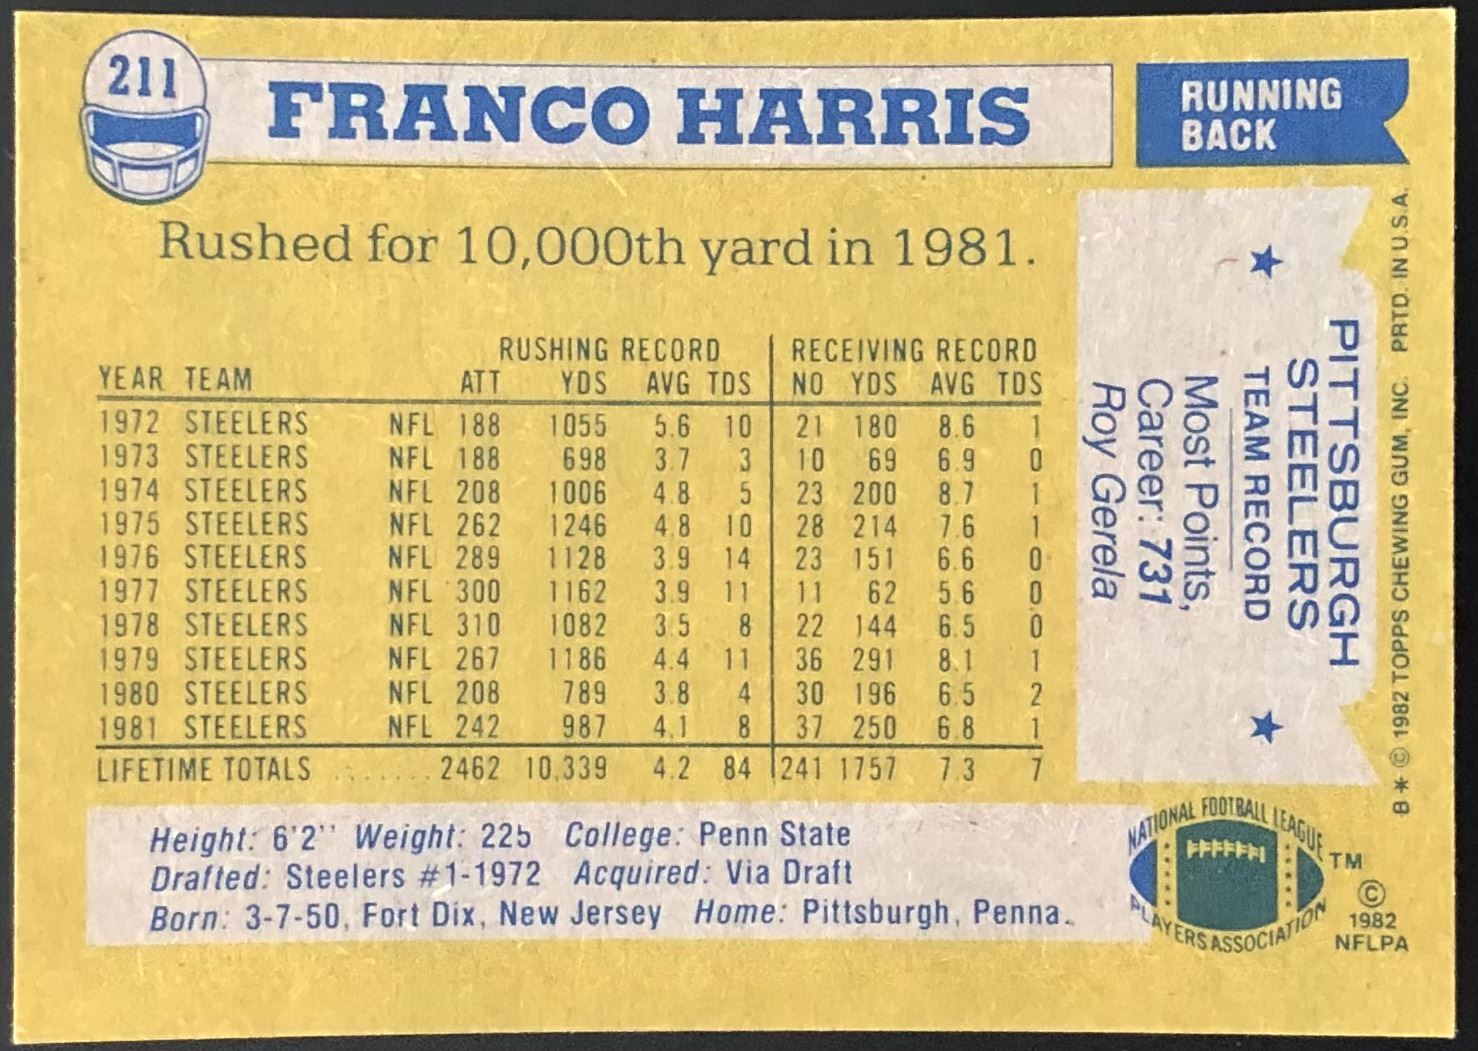 211
FRANCO HARRIS
RUNNING
BACK
Rushed for 10,000th yard in 1981.
RUSHING RECORD RECEIVING RECORD
YEAR TEAM ATT YDS AVG TDS NO YDS AVG TDS
1972 STEELERS NFL 188 1055 5.6 10 21 180 8.6 1
1973 STEELERS NFL 188 698 3.7 3 10 69 6.9 0
1974 STEELERS NFL 208 1006 4.8 5 23 200 8.7 1
1975 STEELERS NFL 262 1246 4.8 10 28 214 7.6 1
1976 STEELERS NFL 289 1128 3.9 14 23 151 6.6 0
1977 STEELERS NFL 300 1162 3.9 11 11 62 5.6 0
1978 STEELERS NFL 310 1082 3.5 8 22 144 6.5 0
1979 STEELERS NFL 267 1186 4.4 11 36 291 8.1 1
1980 STEELERS NFL 208 789 3.8 4 30 196 6.5 2
1981 STEELERS NFL 242 987 4.1 8 37 250 6.8 1
LIFETIME TOTALS ........ 2462 10,339 4.2 84 241 1757 7.3 7
Height: 6'2" Weight: 225 College: Penn State
Drafted: Steelers #1-1972 Acquired: Via Draft
Born: 3-7-50, Fort Dix, New Jersey Home: Pittsburgh, Penna.
PITTSBURGH
STEELERS
TEAM RECORD
Most Points,
Career: 731
Roy Gerela
B * © 1982 TOPPS CHEWING GUM, INC. PRTD. IN U.S.A.
NATIONAL FOOTBALL LEAGUE
PLAYERS ASSOCIATION
TM
©
1982
NFLPA